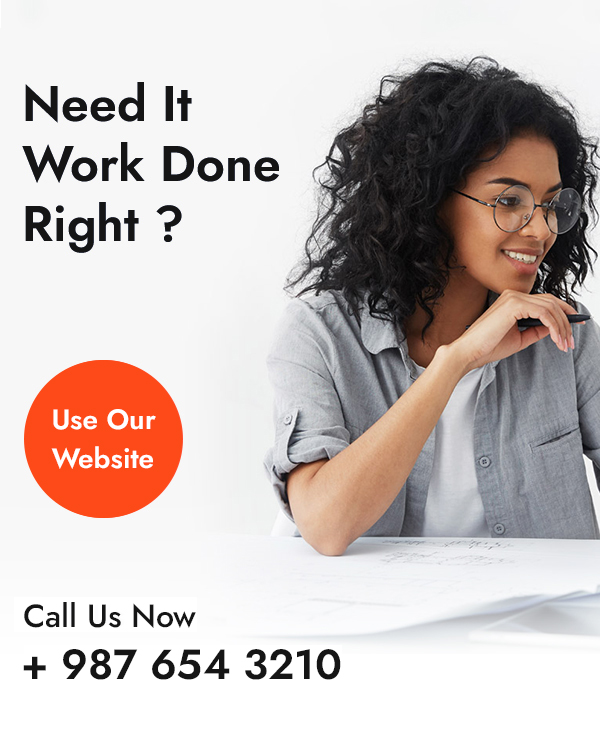 Need It
Work Done
Right ?
Use Our
Website
Call Us Now
+ 987 654 3210